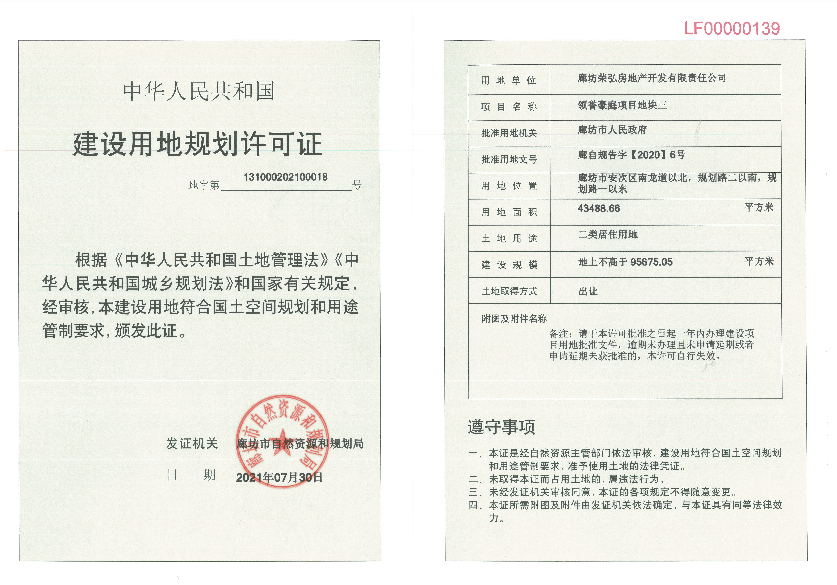 LF00000139
中华人民共和国
建设用地规划许可证
地字第 131000202100018 号
根据《中华人民共和国土地管理法》《中
华人民共和国城乡规划法》和国家有关规定，
经审核，本建设用地符合国土空间规划和用途
管制要求，颁发此证。
发证机关 廊坊市自然资源和规划局
日 期 2021年07月30日
廊坊市自然资源和规划局
用地单位 廊坊荣弘房地产开发有限责任公司
项目名称 领誉豪庭项目地块三
批准用地机关 廊坊市人民政府
批准用地文号 廊自规告字【2020】6号
用地位置 廊坊市安次区南龙道以北，规划路二以南，规
划路一以东
用地面积 43488.66 平方米
土地用途 二类居住用地
建设规模 地上不高于95675.05 平方米
土地取得方式 出让
附图及附件名称
备注：请于本许可批准之日起一年内办理建设项
目用地批准文件，逾期未办理且未申请延期或者
申请延期未获批准的，本许可自行失效。
遵守事项
一、本证是经自然资源主管部门依法审核，建设用地符合国土空间规划
和用途管制要求，准予使用土地的法律凭证。
二、未取得本证而占用土地的，属违法行为。
三、未经发证机关审核同意，本证的各项规定不得随意变更。
四、本证所需附图及附件由发证机关依法确定，与本证具有同等法律效
力。